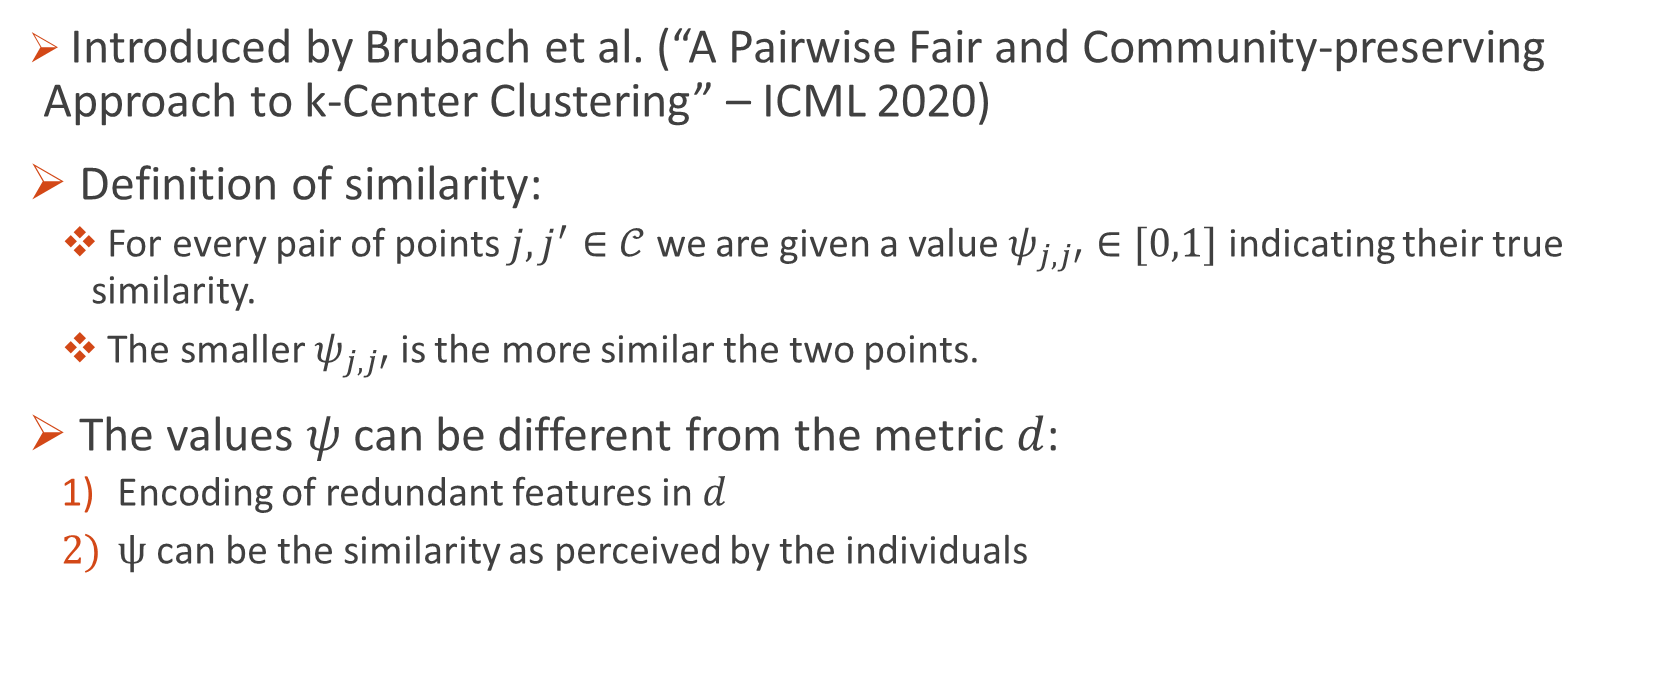 ➢ Introduced by Brubach et al. (“A Pairwise Fair and Community-preserving
Approach to k-Center Clustering” – ICML 2020)
➢ Definition of similarity:
❖ For every pair of points j, j′ ∈ 𝒞 we are given a value ψ_{j,j′} ∈ [0,1] indicating their true
similarity.
❖ The smaller ψ_{j,j′} is the more similar the two points.
➢ The values ψ can be different from the metric d:
1) Encoding of redundant features in d
2) ψ can be the similarity as perceived by the individuals